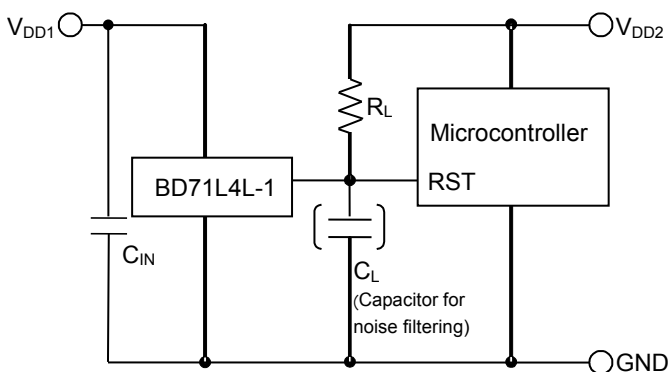 VDD1
VDD2
RL
Microcontroller
BD71L4L-1
RST
CIN
CL
(Capacitor for
noise filtering)
GND